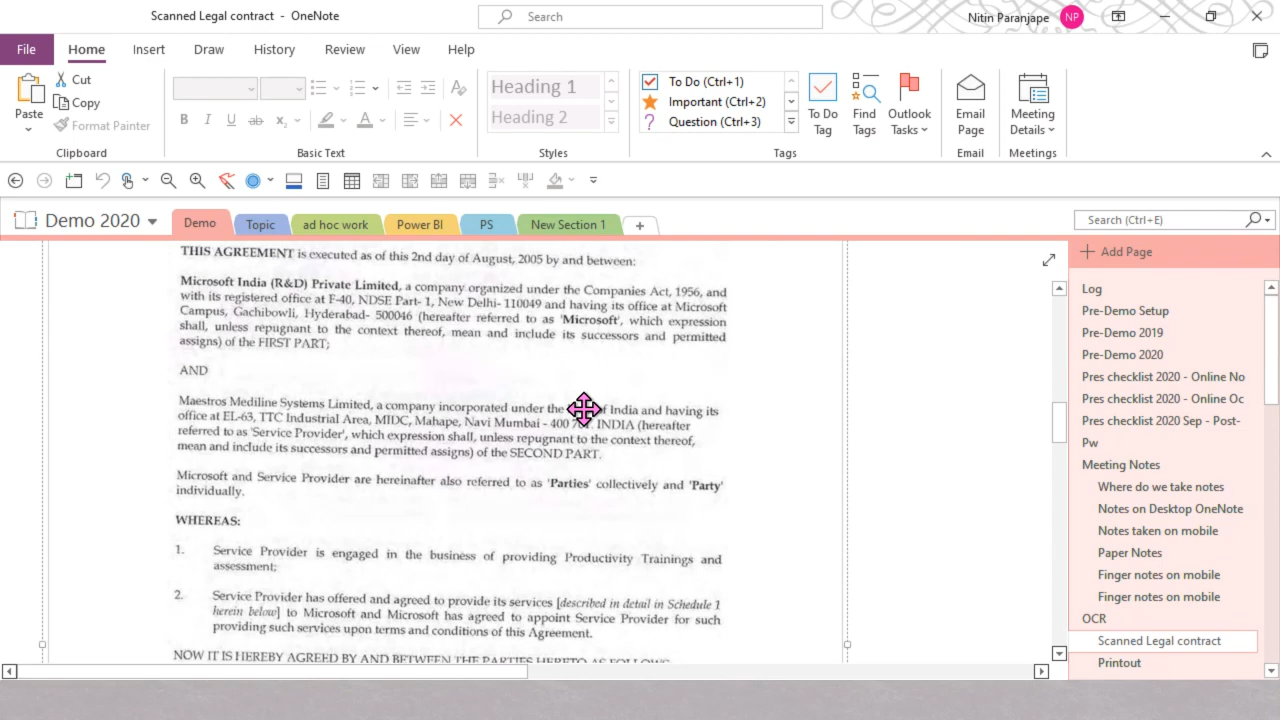 Scanned Legal contract - OneNote
Search
Nitin Paranjape
NP
File
Home
Insert
Draw
History
Review
View
Help
Paste
Cut
Copy
Format Painter
Clipboard
B I U ab x₂ A
Basic Text
Heading 1
Heading 2
Styles
To Do (Ctrl+1)
Important (Ctrl+2)
Question (Ctrl+3)
To Do Tag
Find Tags
Outlook Tasks
Tags
Email Page
Email
Meeting Details
Meetings
Demo 2020
Demo
Topic
ad hoc work
Power BI
PS
New Section 1
Search (Ctrl+E)
THIS AGREEMENT is executed as of this 2nd day of August, 2005 by and between:
Microsoft India (R&D) Private Limited, a company organized under the Companies Act, 1956, and
with its registered office at F-40, NDSE Part- 1, New Delhi- 110049 and having its office at Microsoft
Campus, Gachibowli, Hyderabad- 500046 (hereafter referred to as 'Microsoft', which expression
shall, unless repugnant to the context thereof, mean and include its successors and permitted
assigns) of the FIRST PART;
AND
Maestros Mediline Systems Limited, a company incorporated under the of India and having its
office at EL-63, TTC Industrial Area, MIDC, Mahape, Navi Mumbai - 400 INDIA (hereafter
referred to as 'Service Provider', which expression shall, unless repugnant to the context thereof,
mean and include its successors and permitted assigns) of the SECOND PART.
Microsoft and Service Provider are hereinafter also referred to as 'Parties' collectively and 'Party'
individually.
WHEREAS:
1. Service Provider is engaged in the business of providing Productivity Trainings and
assessment;
2. Service Provider has offered and agreed to provide its services [described in detail in Schedule 1
herein below] to Microsoft and Microsoft has agreed to appoint Service Provider for such
providing such services upon terms and conditions of this Agreement.
NOW IT IS HEREBY AGREED BY AND BETWEEN THE PARTIES HERETO AS FOLLOWS
Add Page
Log
Pre-Demo Setup
Pre-Demo 2019
Pre-Demo 2020
Pres checklist 2020 - Online No
Pres checklist 2020 - Online Oc
Pres checklist 2020 Sep - Post-
Pw
Meeting Notes
Where do we take notes
Notes on Desktop OneNote
Notes taken on mobile
Paper Notes
Finger notes on mobile
Finger notes on mobile
OCR
Scanned Legal contract
Printout